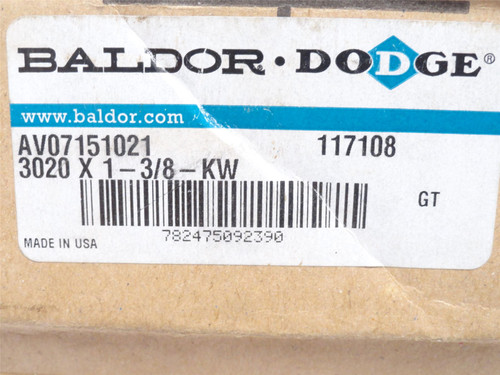 BALDOR · DODGE®
www.baldor.com
AV07151021 117108
3020 X 1-3/8-KW
GT
782475092390
MADE IN USA